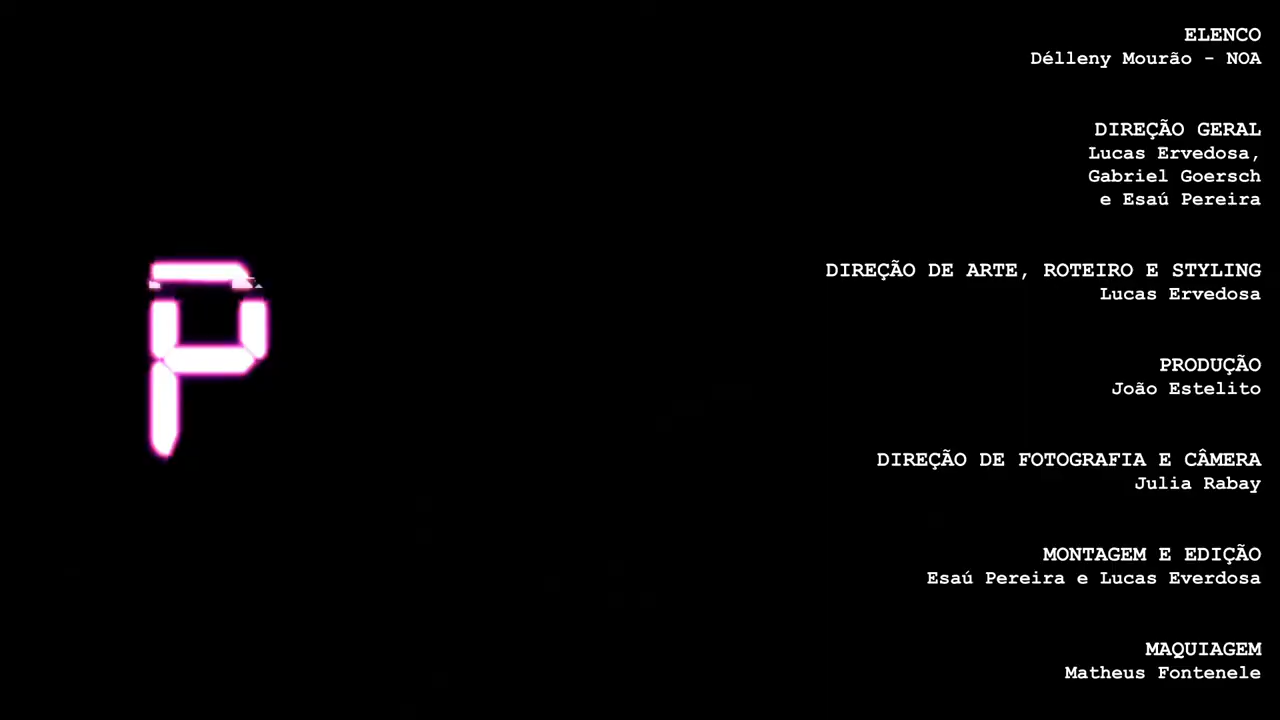 P
ELENCO
Délleny Mourão - NOA
DIREÇÃO GERAL
Lucas Ervedosa,
Gabriel Goersch
e Esaú Pereira
DIREÇÃO DE ARTE, ROTEIRO E STYLING
Lucas Ervedosa
PRODUÇÃO
João Estelito
DIREÇÃO DE FOTOGRAFIA E CÂMERA
Julia Rabay
MONTAGEM E EDIÇÃO
Esaú Pereira e Lucas Everdosa
MAQUIAGEM
Matheus Fontenele